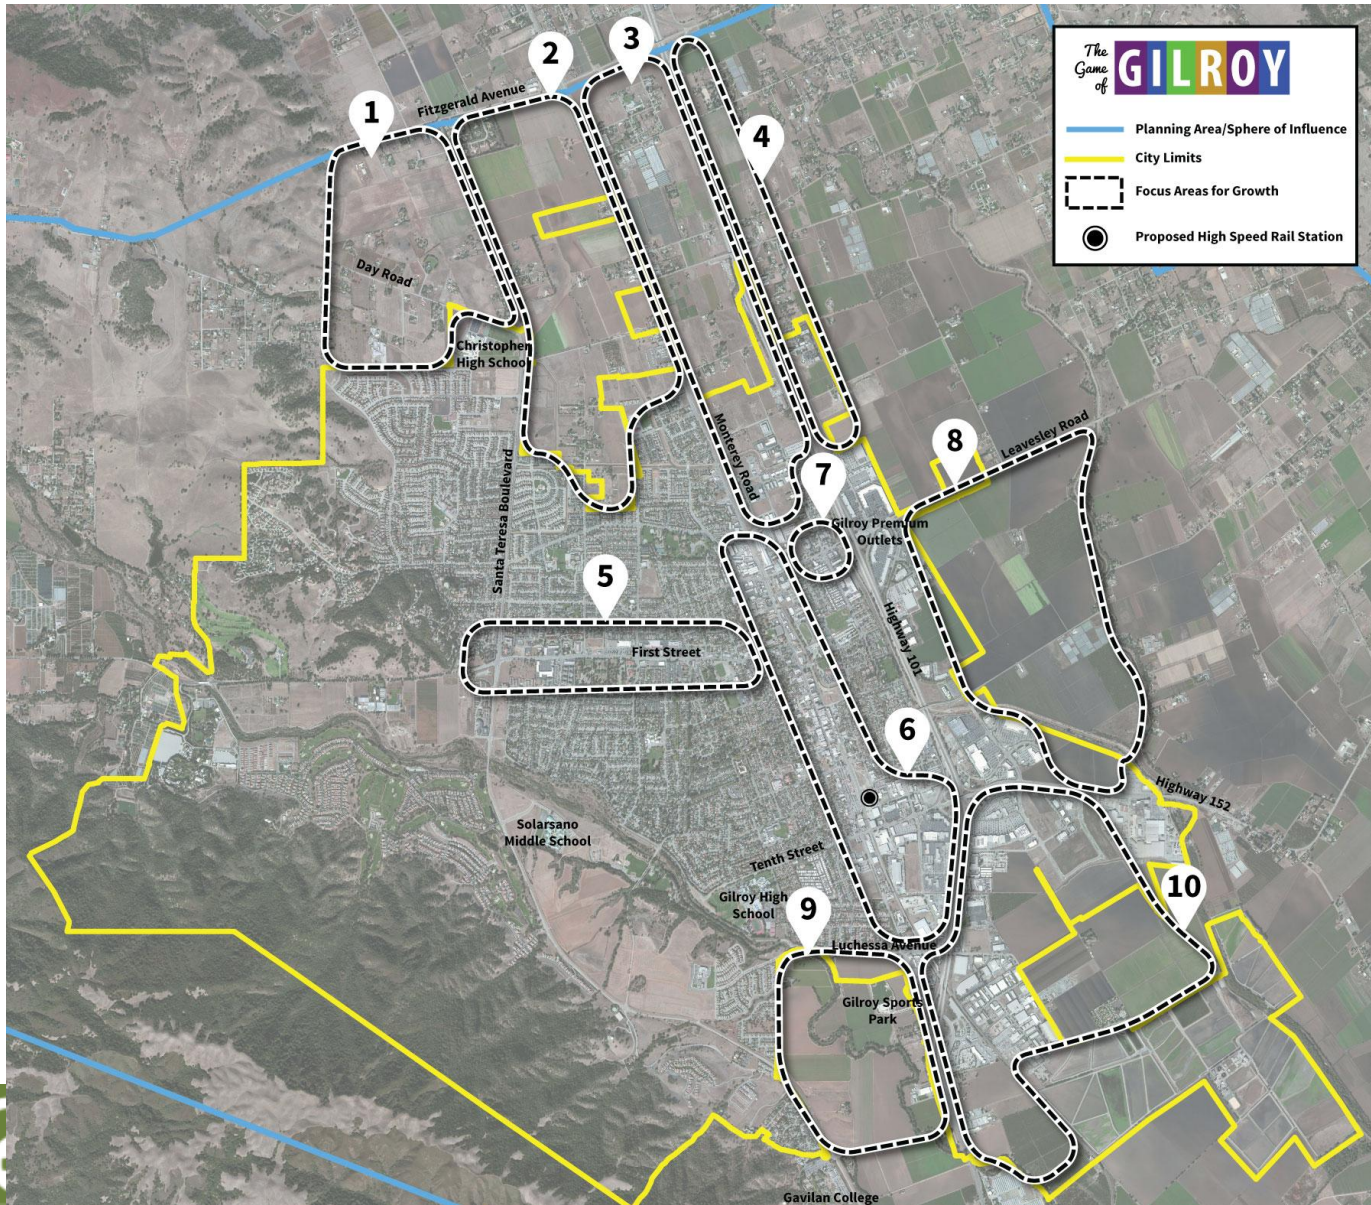 The
Game
of
GILROY
Planning Area/Sphere of Influence
City Limits
Focus Areas for Growth
Proposed High Speed Rail Station
3
2
Fitzgerald Avenue
1
4
Day Road
Christopher
High School
Monterey Road
Leavesley Road
8
7
Santa Teresa Boulevard
Gilroy Premium
Outlets
5
First Street
Highway 101
6
Highway 152
Solarsano
Middle School
Tenth Street
10
Gilroy High
School
9
Luchessa Avenue
Gilroy Sports
Park
Gavilan College